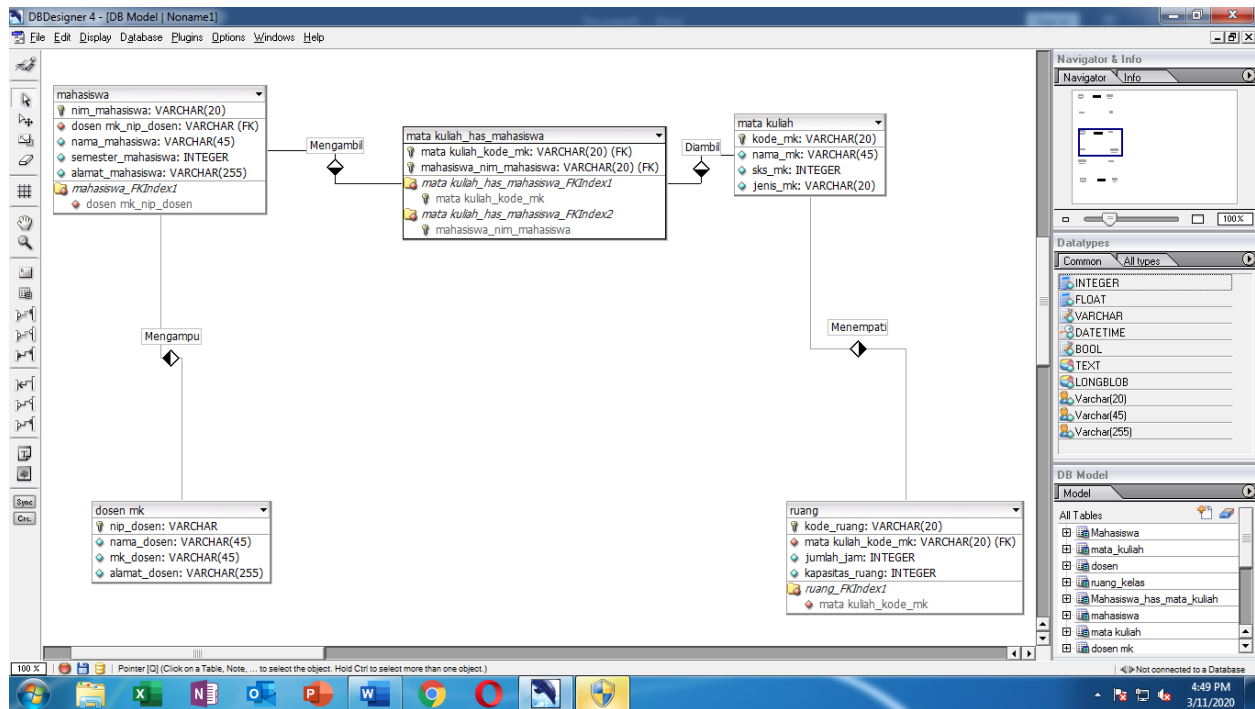 DBDesigner 4 - [DB Model | Noname1]
File Edit Display Database Plugins Options Windows Help
mahasiswa
nim_mahasiswa: VARCHAR(20)
dosen mk_nip_dosen: VARCHAR (FK)
nama_mahasiswa: VARCHAR(45)
semester_mahasiswa: INTEGER
alamat_mahasiswa: VARCHAR(255)
mahasiswa_FKIndex1
dosen mk_nip_dosen
Mengambil
mata kuliah_has_mahasiswa
mata kuliah_kode_mk: VARCHAR(20) (FK)
mahasiswa_nim_mahasiswa: VARCHAR(20) (FK)
mata kuliah_has_mahasiswa_FKIndex1
mata kuliah_kode_mk
mata kuliah_has_mahasiswa_FKIndex2
mahasiswa_nim_mahasiswa
Diambil
mata kuliah
kode_mk: VARCHAR(20)
nama_mk: VARCHAR(45)
sks_mk: INTEGER
jenis_mk: VARCHAR(20)
Mengampu
Menempati
dosen mk
nip_dosen: VARCHAR
nama_dosen: VARCHAR(45)
mk_dosen: VARCHAR(45)
alamat_dosen: VARCHAR(255)
ruang
kode_ruang: VARCHAR(20)
mata kuliah_kode_mk: VARCHAR(20) (FK)
jumlah_jam: INTEGER
kapasitas_ruang: INTEGER
ruang_FKIndex1
mata kuliah_kode_mk
Navigator & Info
Navigator Info
100%
Datatypes
Common All types
INTEGER
FLOAT
VARCHAR
DATETIME
BOOL
TEXT
LONGBLOB
Varchar(20)
Varchar(45)
Varchar(255)
DB Model
Model
All Tables
Mahasiswa
mata_kuliah
dosen
ruang_kelas
Mahasiswa_has_mata_kuliah
mahasiswa
mata kuliah
dosen mk
Sync
Cre.
100 %
Pointer [Q] (Click on a Table, Note, ... to select the object. Hold Ctrl to select more than one object.)
Not connected to a Database
4:49 PM
3/11/2020